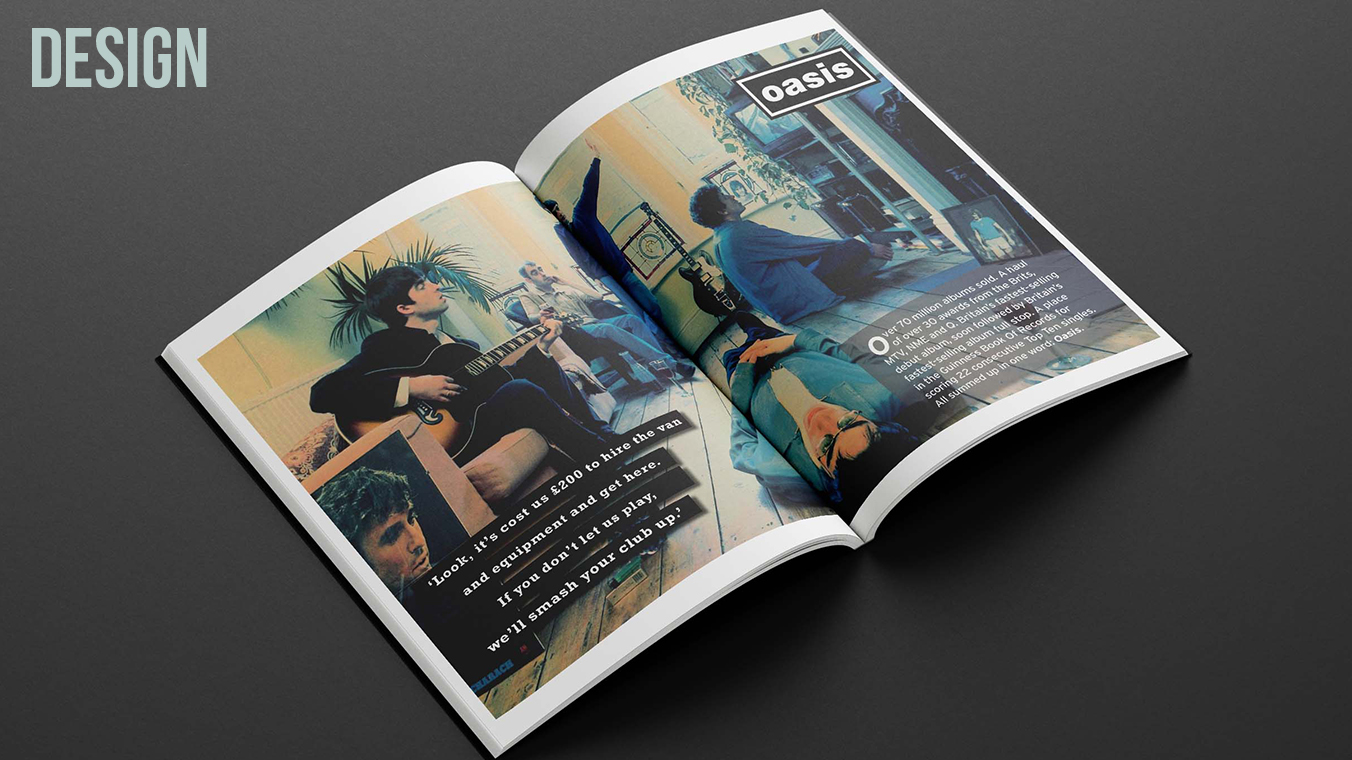 DESIGN
oasis
'Look, it's cost us £200 to hire the van
and equipment and get here.
If you don't let us play,
we'll smash your club up.'
Over 70 million albums sold. A haul
of over 30 awards from the Brits,
MTV, NME and Q. Britain's fastest-selling
debut album, soon followed by Britain's
fastest-selling album full stop. A place
in the Guinness Book Of Records for
scoring 22 consecutive Top Ten singles.
All summed up in one word: Oasis.